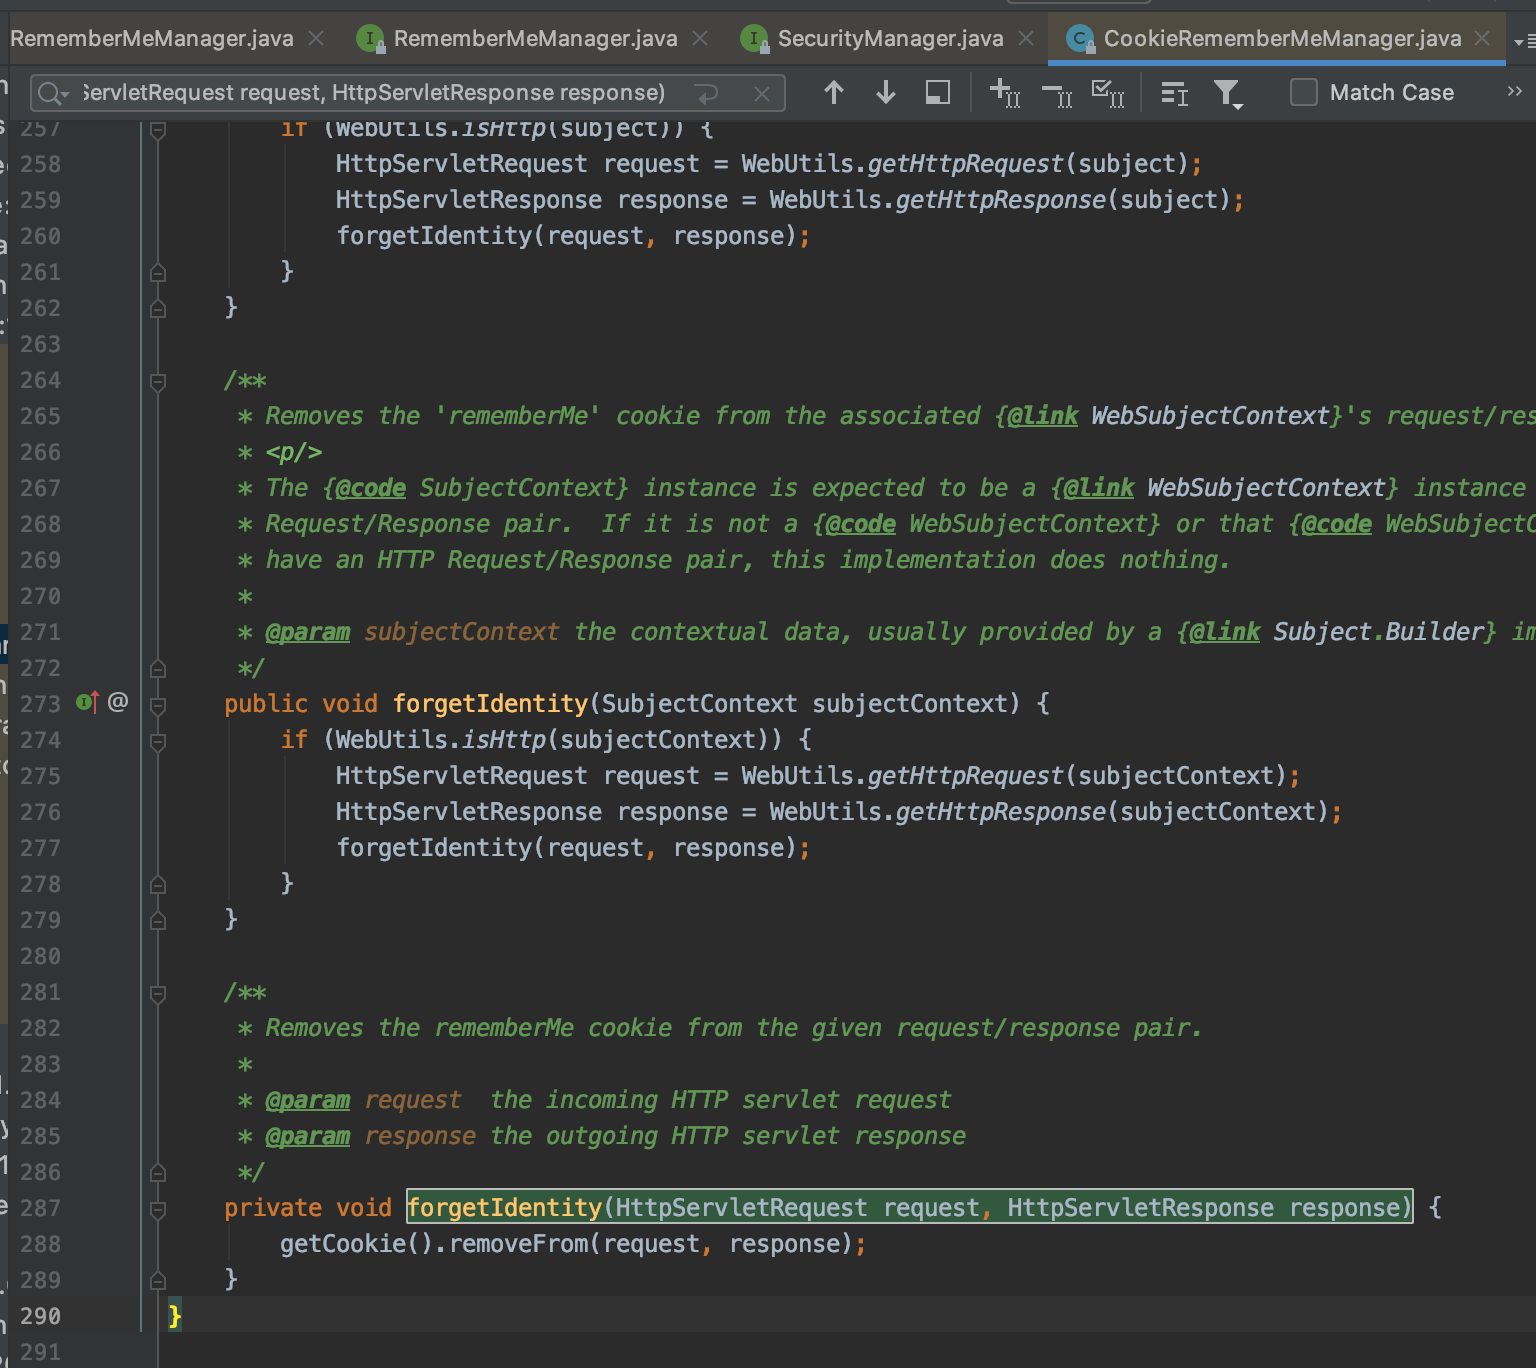 RememberMeManager.java RememberMeManager.java SecurityManager.java CookieRememberMeManager.java
ServletRequest request, HttpServletResponse response) Match Case
257 if (WebUtils.isHttp(subject)) {
258 HttpServletRequest request = WebUtils.getHttpRequest(subject);
259 HttpServletResponse response = WebUtils.getHttpResponse(subject);
260 forgetIdentity(request, response);
261 }
262 }
263
264 /**
265 * Removes the 'rememberMe' cookie from the associated {@link WebSubjectContext}'s request/res
266 * <p/>
267 * The {@code SubjectContext} instance is expected to be a {@link WebSubjectContext} instance
268 * Request/Response pair.  If it is not a {@code WebSubjectContext} or that {@code WebSubjectC
269 * have an HTTP Request/Response pair, this implementation does nothing.
270 *
271 * @param subjectContext the contextual data, usually provided by a {@link Subject.Builder} im
272 */
273 @ public void forgetIdentity(SubjectContext subjectContext) {
274 if (WebUtils.isHttp(subjectContext)) {
275 HttpServletRequest request = WebUtils.getHttpRequest(subjectContext);
276 HttpServletResponse response = WebUtils.getHttpResponse(subjectContext);
277 forgetIdentity(request, response);
278 }
279 }
280
281 /**
282 * Removes the rememberMe cookie from the given request/response pair.
283 *
284 * @param request  the incoming HTTP servlet request
285 * @param response the outgoing HTTP servlet response
286 */
287 private void forgetIdentity(HttpServletRequest request, HttpServletResponse response) {
288 getCookie().removeFrom(request, response);
289 }
290 }
291